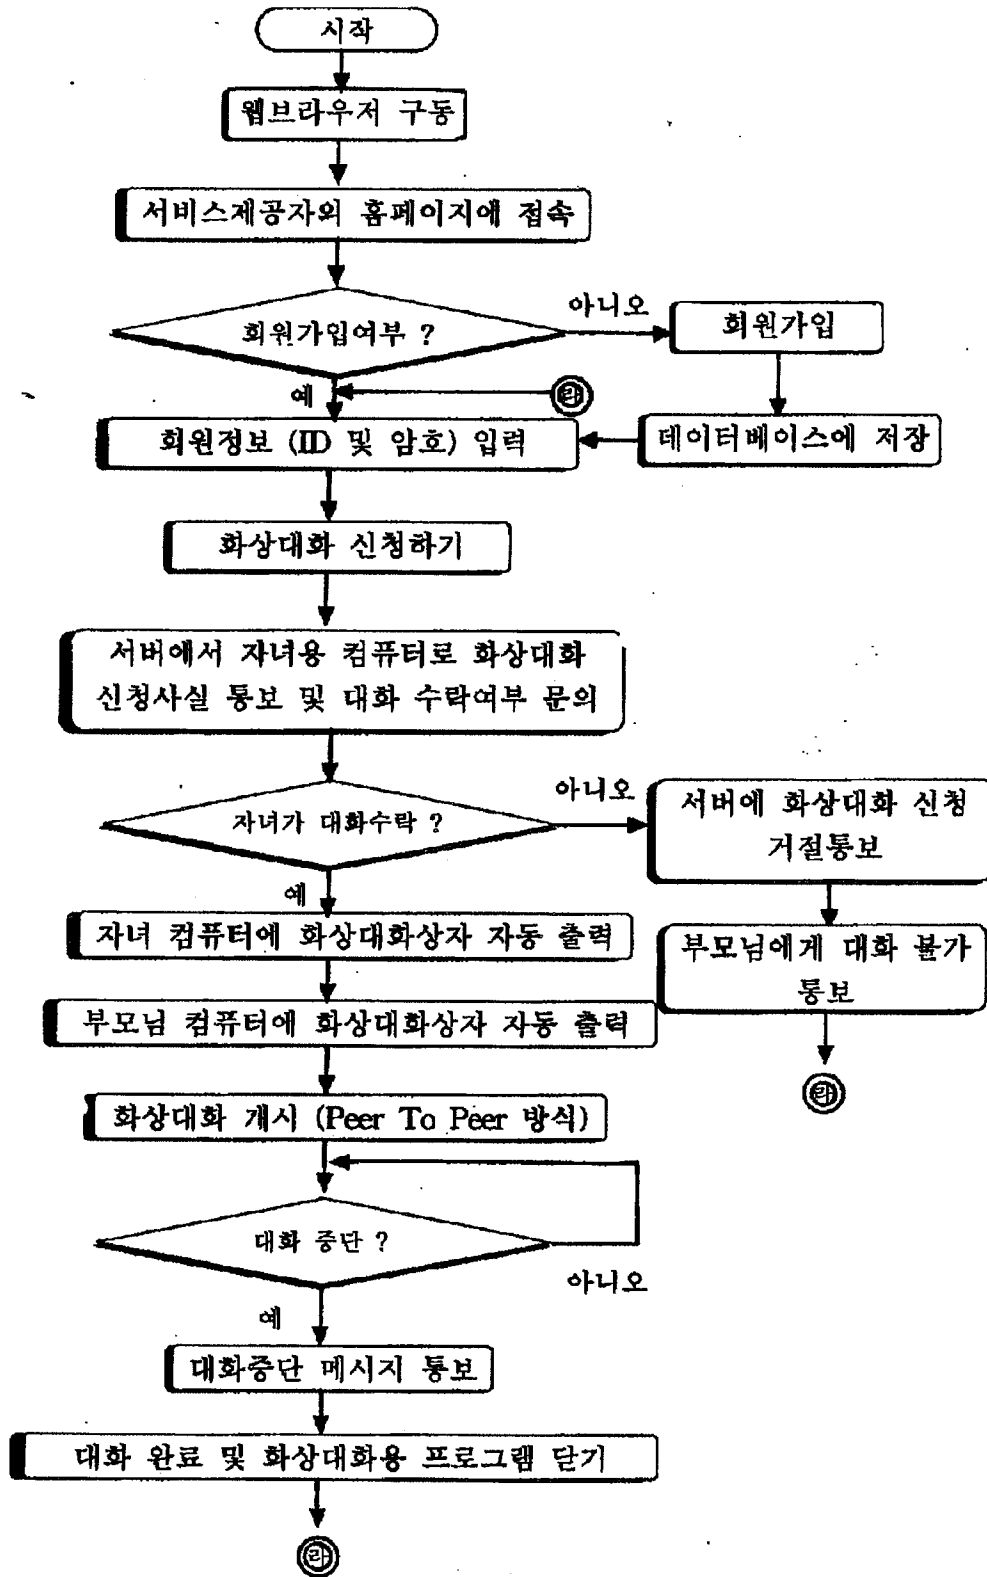 시작
웹브라우저 구동
서비스제공자의 홈페이지에 접속
회원가입여부 ?
아니오
회원가입
예
라
회원정보 (ID 및 암호) 입력
데이터베이스에 저장
화상대화 신청하기
서버에서 자녀용 컴퓨터로 화상대화
신청사실 통보 및 대화 수락여부 문의
자녀가 대화수락 ?
아니오
서버에 화상대화 신청
거절통보
예
자녀 컴퓨터에 화상대화상자 자동 출력
부모님에게 대화 불가
통보
부모님 컴퓨터에 화상대화상자 자동 출력
라
화상대화 개시 (Peer To Peer 방식)
대화 중단 ?
아니오
예
대화중단 메시지 통보
대화 완료 및 화상대화용 프로그램 닫기
라